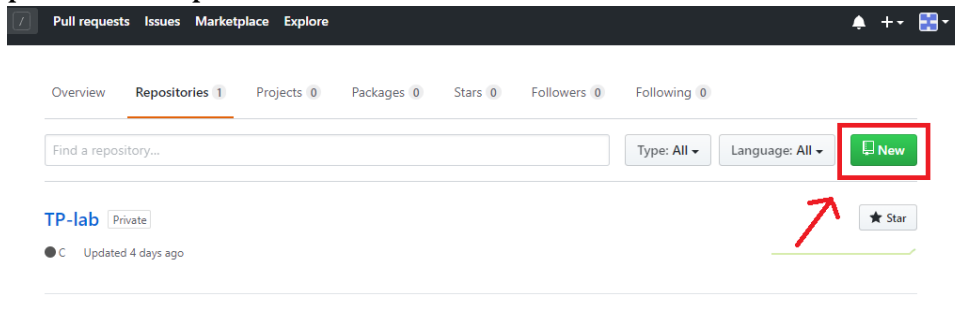 / Pull requests Issues Marketplace Explore
Overview Repositories 1 Projects 0 Packages 0 Stars 0 Followers 0 Following 0
Find a repository... Type: All Language: All New
TP-lab Private Star
C Updated 4 days ago